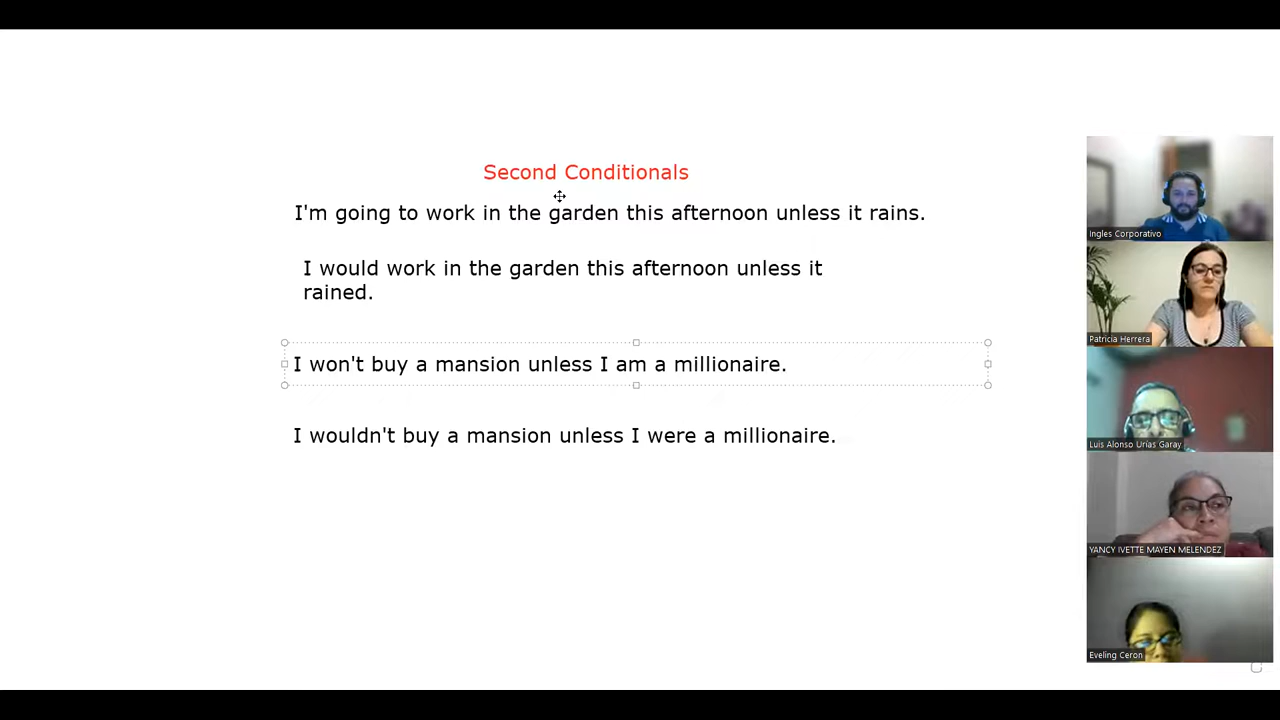 Second Conditionals
I'm going to work in the garden this afternoon unless it rains.
I would work in the garden this afternoon unless it
rained.
I won't buy a mansion unless I am a millionaire.
I wouldn't buy a mansion unless I were a millionaire.
Ingles Corporativo
Patricia Herrera
Luis Alonso Urías Garay
YANCY IVETTE MAYEN MELENDEZ
Eveling Ceron